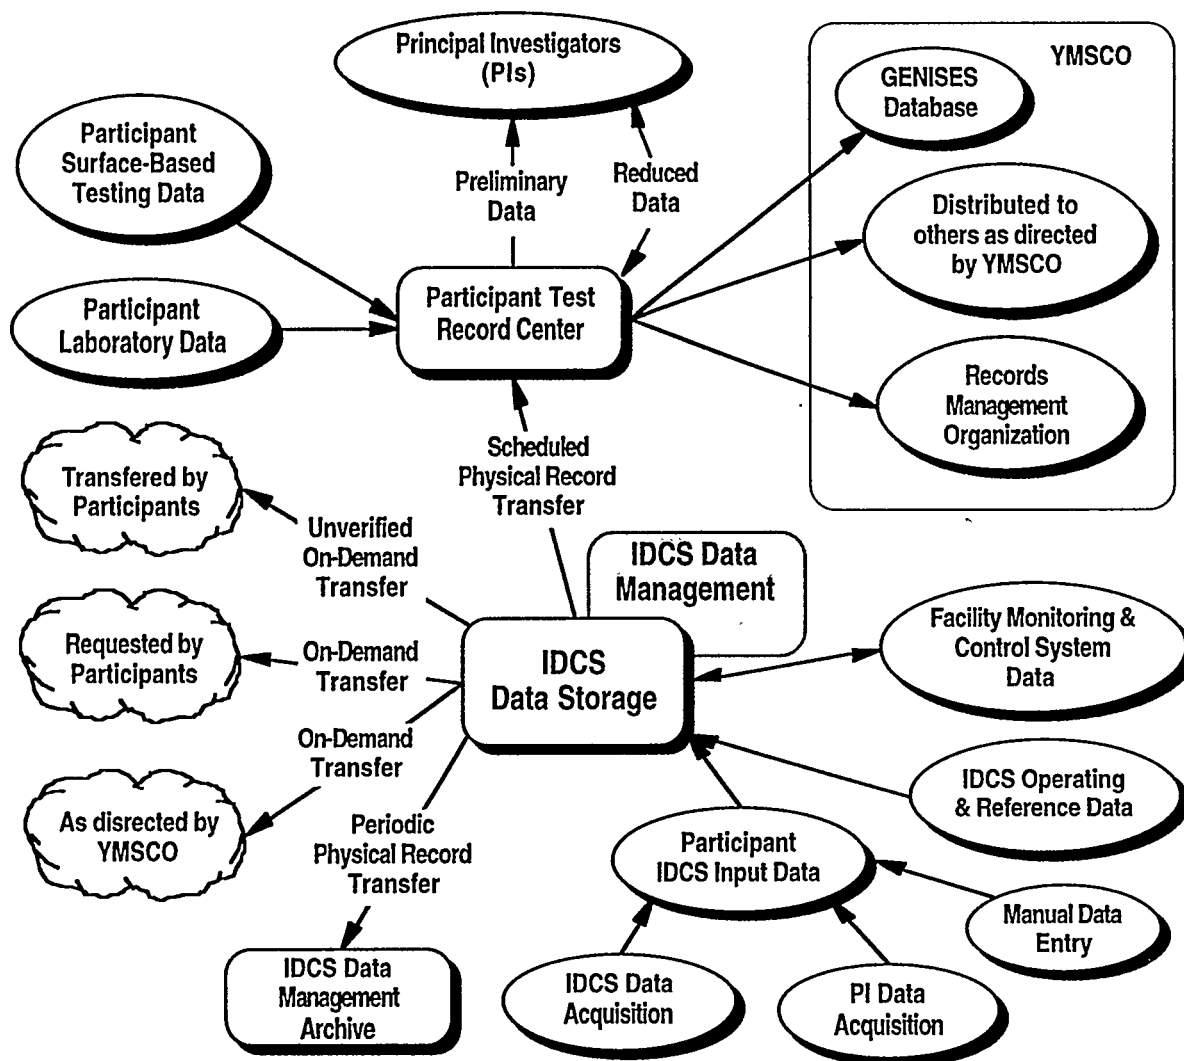 Principal Investigators
(PIs)
YMSCO
GENISES
Database
Participant
Surface-Based
Testing Data
Preliminary
Data
Reduced
Data
Distributed to
others as directed
by YMSCO
Participant
Laboratory Data
Participant Test
Record Center
Records
Management
Organization
Scheduled
Physical Record
Transfer
Transfered by
Participants
Unverified
On-Demand
Transfer
IDCS Data
Management
Facility Monitoring &
Control System
Data
Requested by
Participants
On-Demand
Transfer
IDCS
Data Storage
On-Demand
Transfer
IDCS Operating
& Reference Data
As disrected by
YMSCO
Periodic
Physical Record
Transfer
Participant
IDCS Input Data
Manual Data
Entry
IDCS Data
Management
Archive
IDCS Data
Acquisition
PI Data
Acquisition